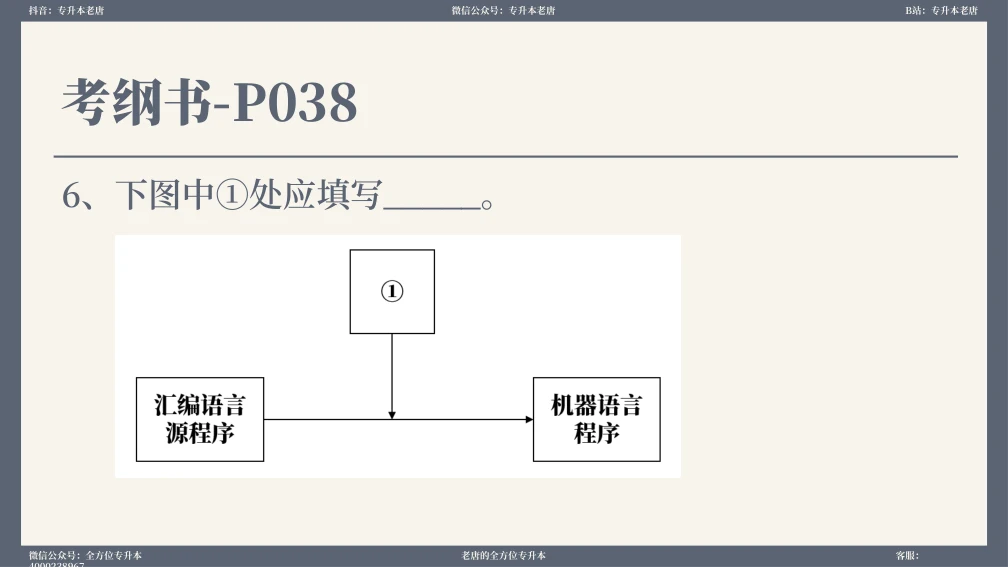 抖音：专升本老唐
微信公众号：专升本老唐
B站：专升本老唐
考纲书-P038
6、下图中①处应填写______。
①
汇编语言
源程序
机器语言
程序
微信公众号：全方位专升本
老唐的全方位专升本
客服：
4000238967